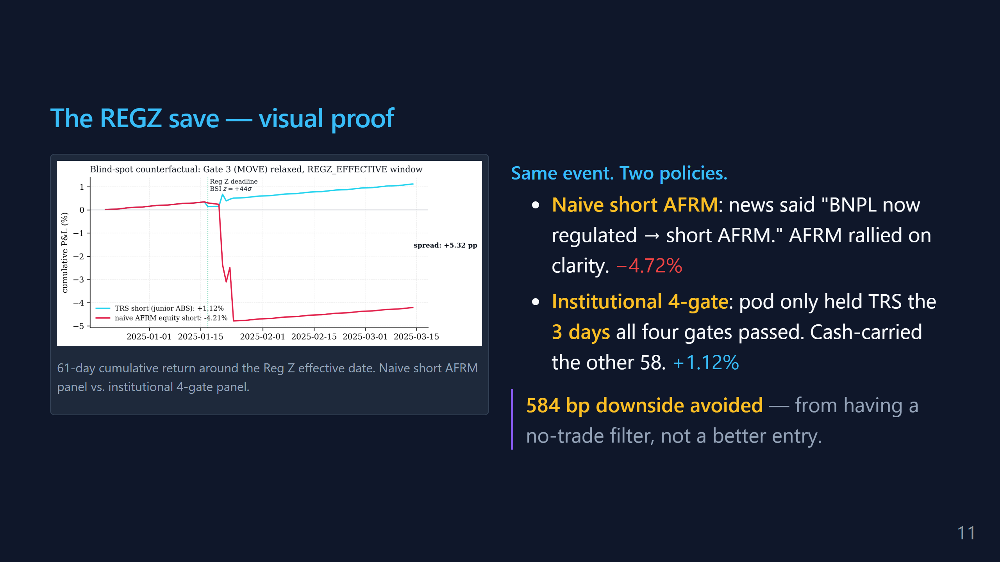 The REGZ save — visual proof
Blind-spot counterfactual: Gate 3 (MOVE) relaxed, REGZ_EFFECTIVE window
Reg Z deadline
BSI z = +44σ
1
0
−1
−2
−3
−4
−5
cumulative P&L (%)
spread: +5.32 pp
TRS short (junior ABS): +1.12%
naive AFRM equity short: -4.21%
2025-01-01 2025-01-15 2025-02-01 2025-02-15 2025-03-01 2025-03-15
61-day cumulative return around the Reg Z effective date. Naive short AFRM
panel vs. institutional 4-gate panel.
Same event. Two policies.
• Naive short AFRM: news said "BNPL now
regulated → short AFRM." AFRM rallied on
clarity. −4.72%
• Institutional 4-gate: pod only held TRS the
3 days all four gates passed. Cash-carried
the other 58. +1.12%
584 bp downside avoided — from having a
no-trade filter, not a better entry.
11